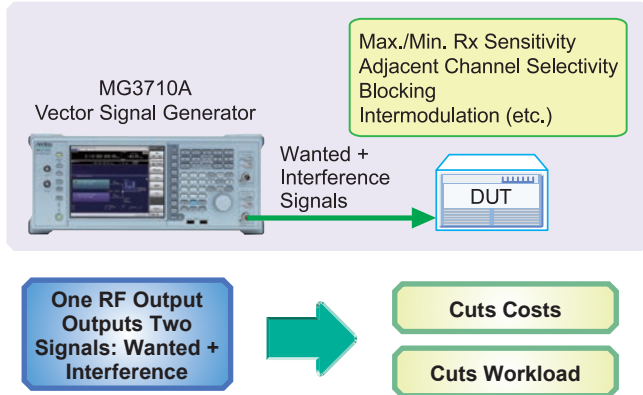 Max./Min. Rx Sensitivity
Adjacent Channel Selectivity
Blocking
Intermodulation (etc.)
MG3710A
Vector Signal Generator
Wanted +
Interference
Signals
DUT
One RF Output
Outputs Two
Signals: Wanted +
Interference
Cuts Costs
Cuts Workload